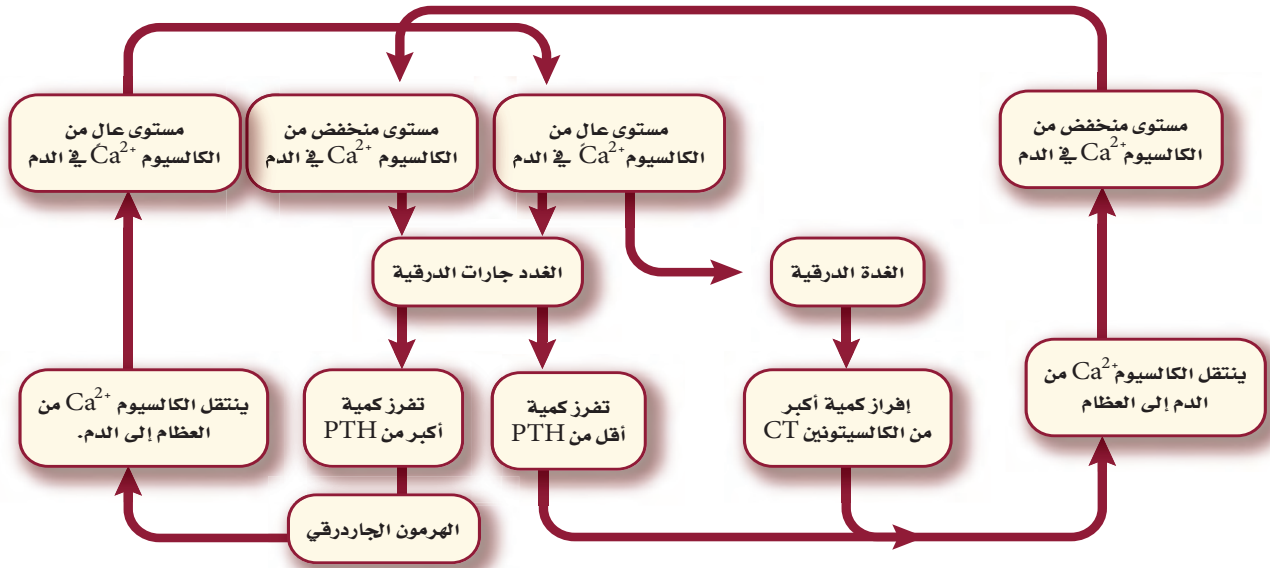 مستوى منخفض من
الكالسيوم Ca²⁺ في الدم
مستوى عال من
الكالسيوم Ca²⁺ في الدم
مستوى منخفض من
الكالسيوم Ca²⁺ في الدم
مستوى عال من
الكالسيوم Ca²⁺ في الدم
الغدة الدرقية
الغدد جارات الدرقية
ينتقل الكالسيوم Ca²⁺ من
الدم إلى العظام
إفراز كمية أكبر
من الكالسيتونين CT
تفرز كمية
أقل من PTH
تفرز كمية
أكبر من PTH
ينتقل الكالسيوم Ca²⁺ من
العظام إلى الدم.
الهرمون الجاردرقي